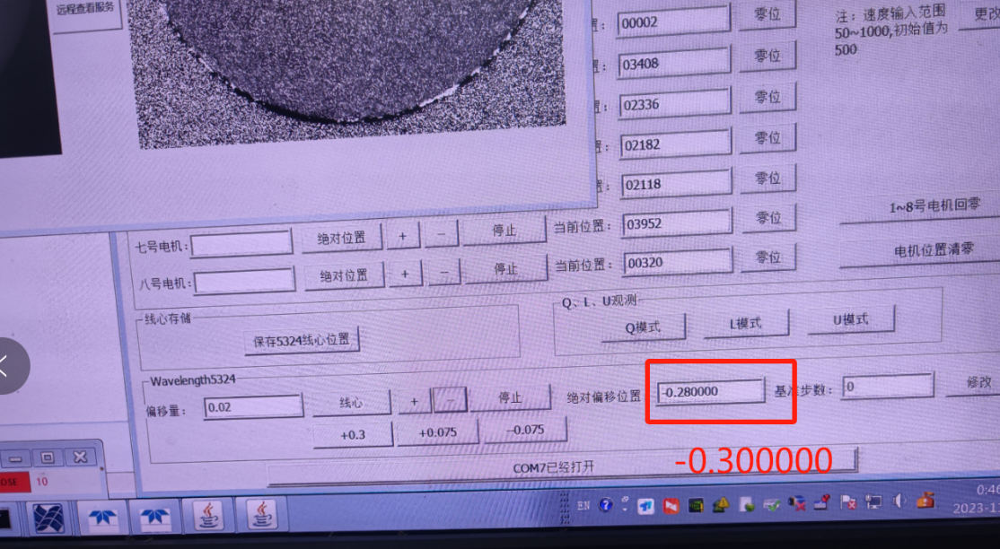 远程查看服务
置： 00002 零位
置： 03408 零位
置： 02336 零位
置： 02182 零位
置： 02118 零位
注：速度输入范围
50~1000,初始值为
500
更改
七号电机： 绝对位置 + - 停止 当前位置： 03952 零位
八号电机： 绝对位置 + - 停止 当前位置： 00320 零位
1~8号电机回零
电机位置清零
线心存储
保存5324线心位置
Q、L、U观测
Q模式 L模式 U模式
Wavelength5324
偏移量： 0.02 线心 + - 停止 绝对偏移位置 -0.280000 基准步数： 0 修改
+0.3 +0.075 -0.075
-0.300000
COM7已经打开
OSE 10
EN
0:46
2023-11